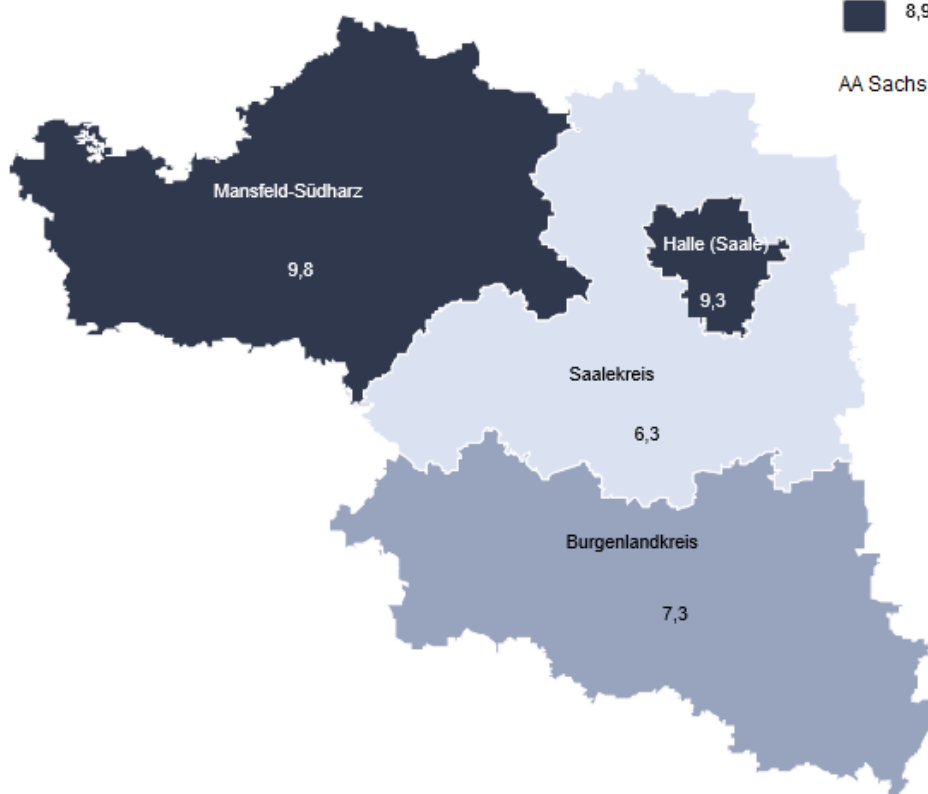 8,9
AA Sachs
Mansfeld-Südharz
9,8
Halle (Saale)
9,3
Saalekreis
6,3
Burgenlandkreis
7,3